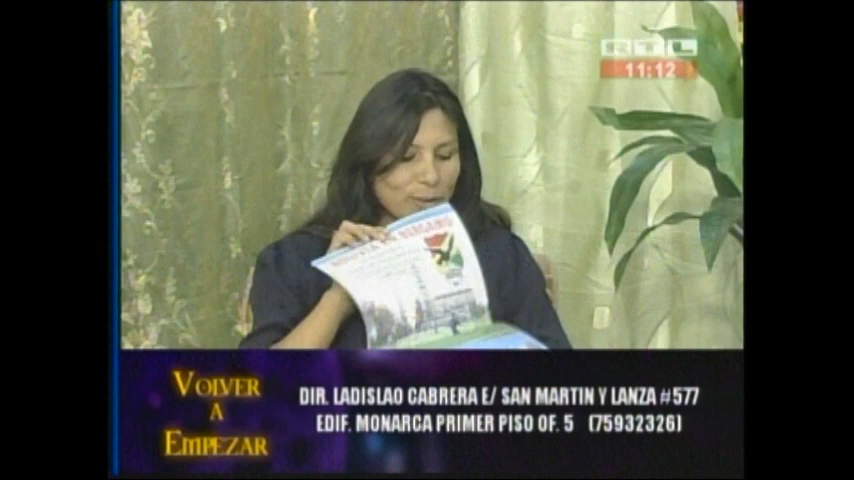 RTL
11:12
BERGAMO
VOLVER
A
EMPEZAR
DIR. LADISLAO CABRERA E/ SAN MARTIN Y LANZA #577
EDIF. MONARCA PRIMER PISO OF. 5 (75932326)